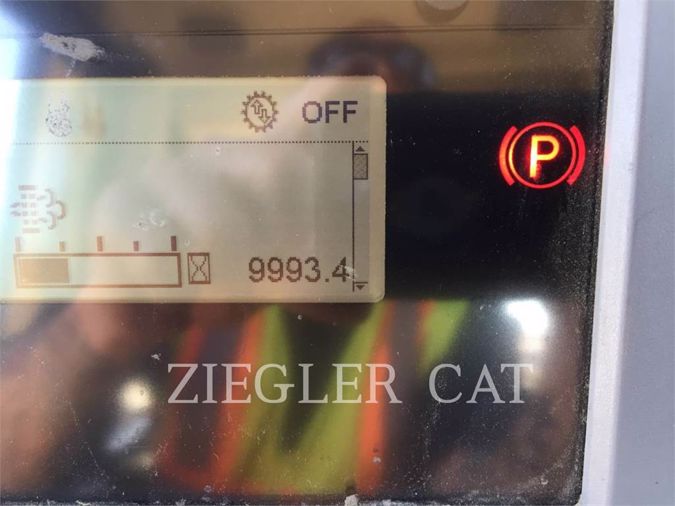 OFF
P
9993.4
ZIEGLER CAT